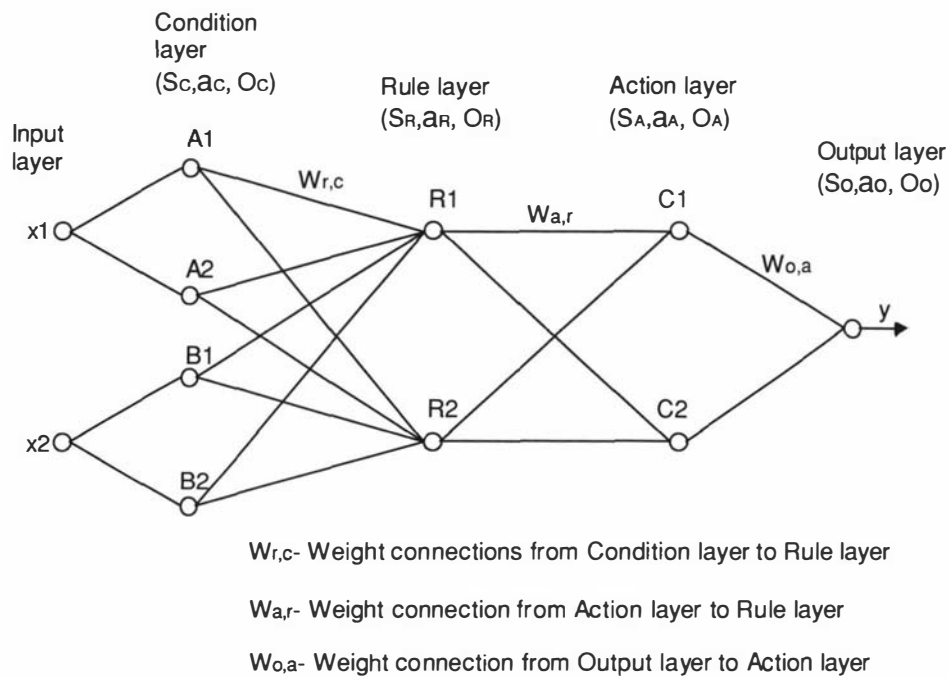 Condition
layer
(Sc,ac, Oc)
Rule layer
(SR,aR, OR)
Action layer
(SA,aA, OA)
Input
layer
Output layer
(So,ao, Oo)
A1
Wr,c
x1
R1
Wa,r
C1
A2
Wo,a
y
B1
R2
C2
x2
B2
Wr,c- Weight connections from Condition layer to Rule layer
Wa,r- Weight connection from Action layer to Rule layer
Wo,a- Weight connection from Output layer to Action layer